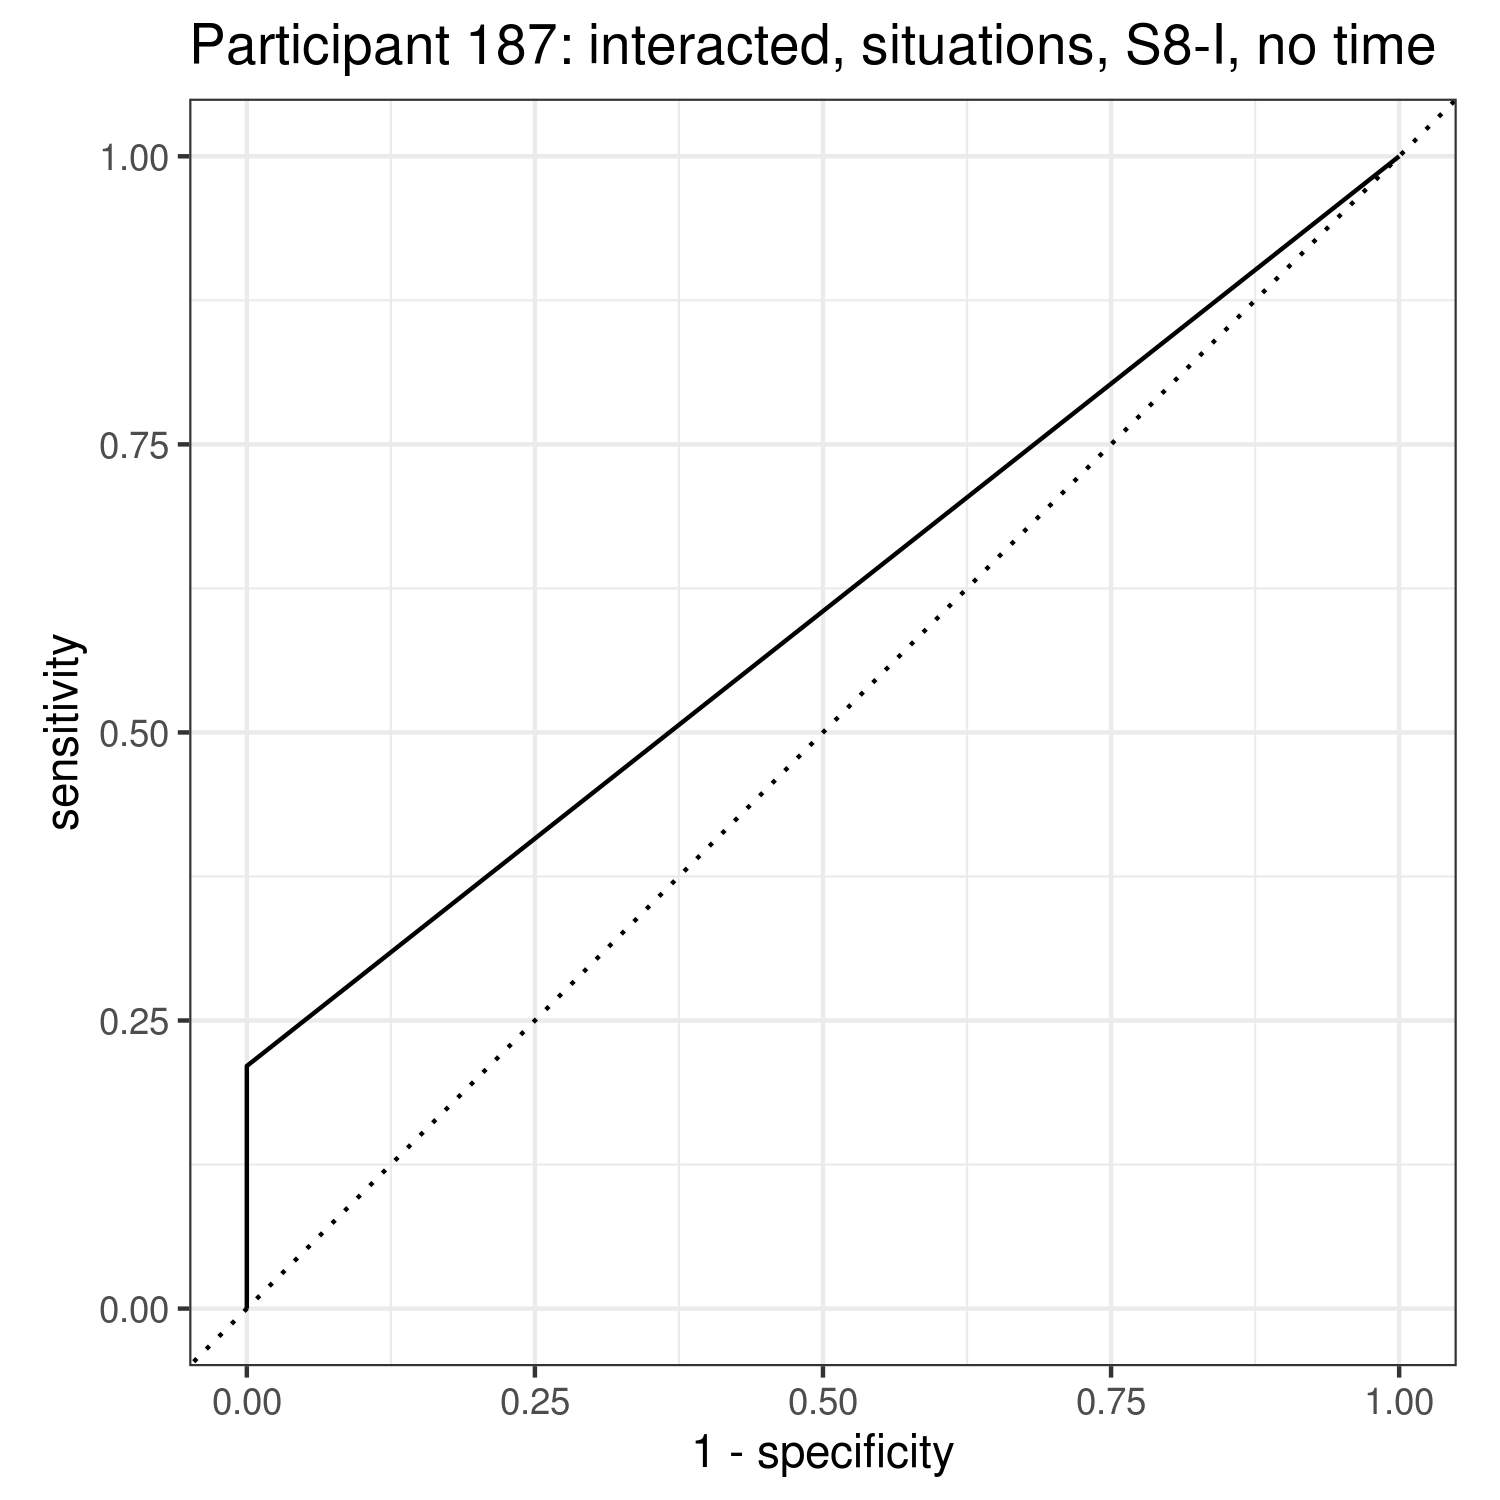 Participant 187: interacted, situations, S8-I, no time
sensitivity
1.00
0.75
0.50
0.25
0.00
0.00 0.25 0.50 0.75 1.00
1 - specificity